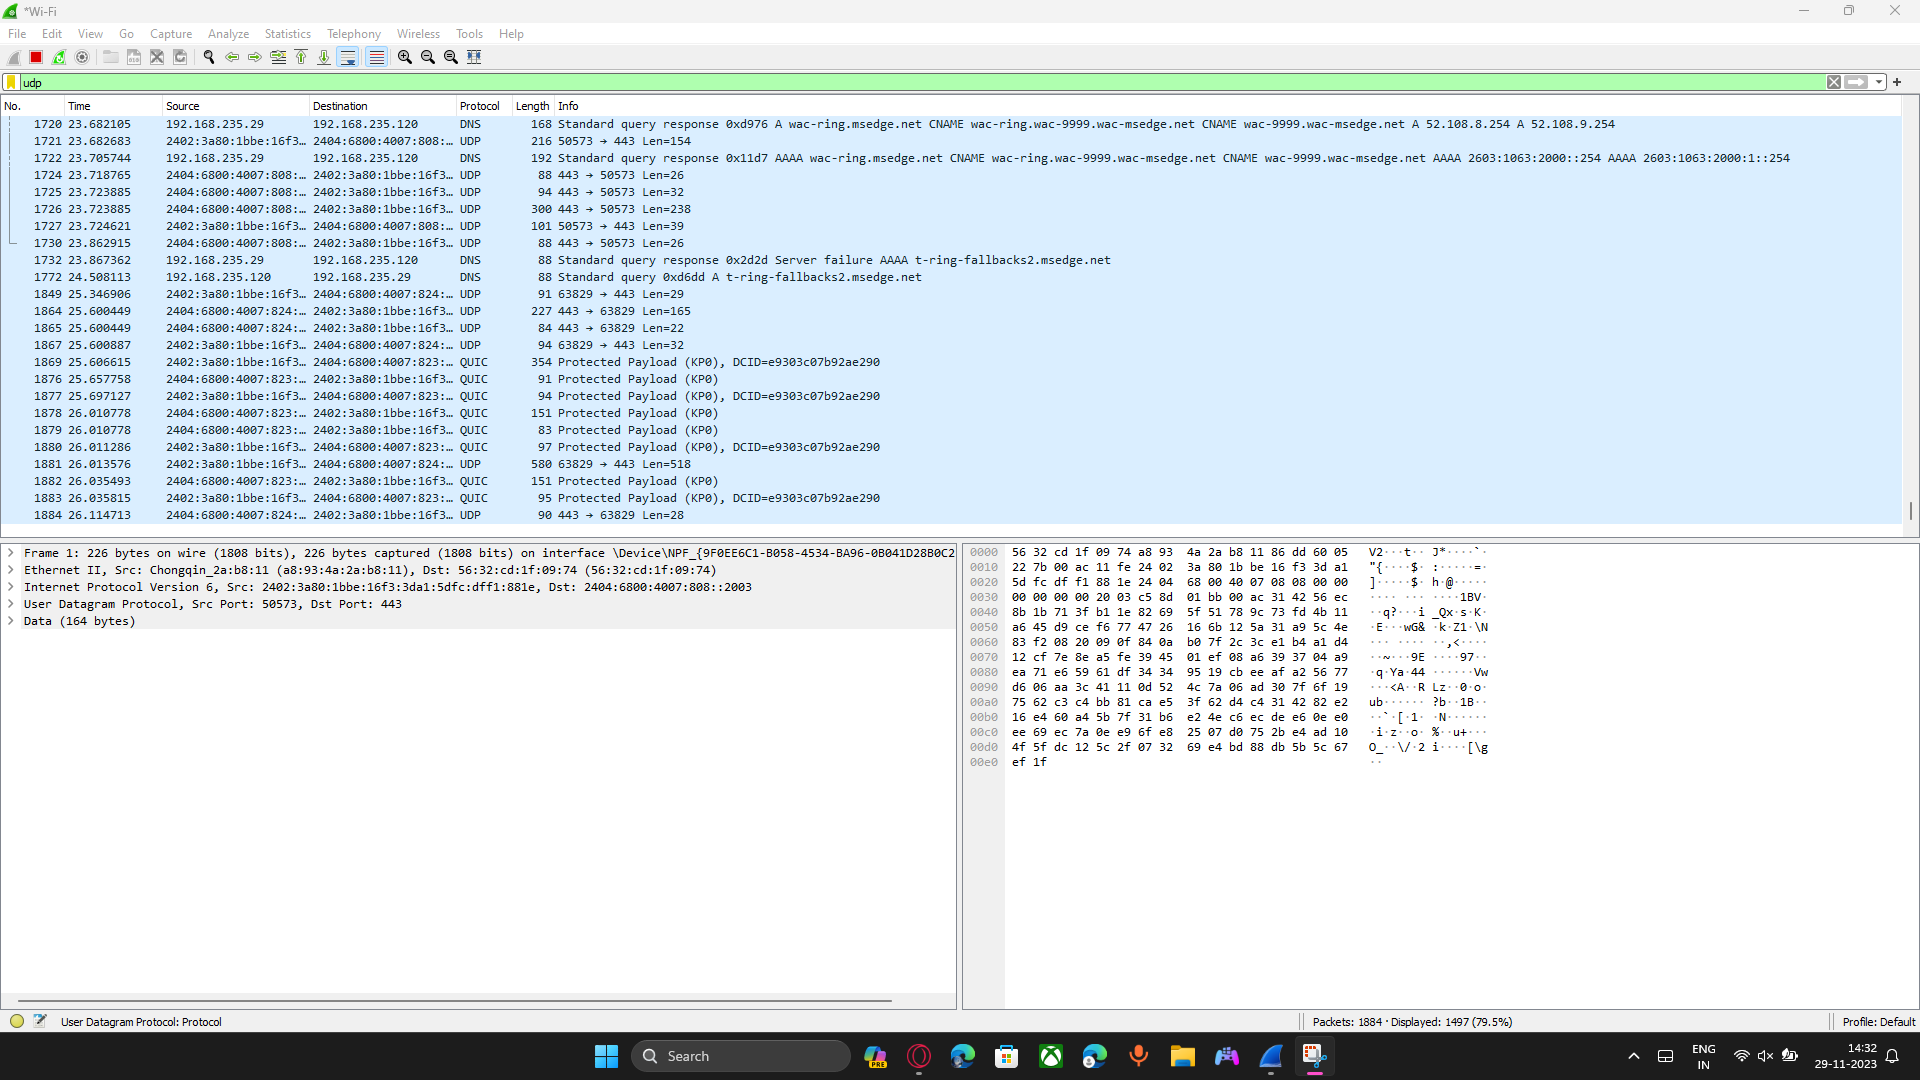 *Wi-Fi
File Edit View Go Capture Analyze Statistics Telephony Wireless Tools Help
udp
No. Time Source Destination Protocol Length Info
1720 23.682105 192.168.235.29 192.168.235.120 DNS 168 Standard query response 0xd976 A wac-ring.msedge.net CNAME wac-ring.wac-9999.wac-msedge.net CNAME wac-9999.wac-msedge.net A 52.108.8.254 A 52.108.9.254
1721 23.682683 2402:3a80:1bbe:16f3… 2404:6800:4007:808:… UDP 216 50573 → 443 Len=154
1722 23.705744 192.168.235.29 192.168.235.120 DNS 192 Standard query response 0x11d7 AAAA wac-ring.msedge.net CNAME wac-ring.wac-9999.wac-msedge.net CNAME wac-9999.wac-msedge.net AAAA 2603:1063:2000::254 AAAA 2603:1063:2000:1::254
1724 23.718765 2404:6800:4007:808:… 2402:3a80:1bbe:16f3… UDP 88 443 → 50573 Len=26
1725 23.723885 2404:6800:4007:808:… 2402:3a80:1bbe:16f3… UDP 94 443 → 50573 Len=32
1726 23.723885 2404:6800:4007:808:… 2402:3a80:1bbe:16f3… UDP 300 443 → 50573 Len=238
1727 23.724621 2402:3a80:1bbe:16f3… 2404:6800:4007:808:… UDP 101 50573 → 443 Len=39
1730 23.862915 2404:6800:4007:808:… 2402:3a80:1bbe:16f3… UDP 88 443 → 50573 Len=26
1732 23.867362 192.168.235.29 192.168.235.120 DNS 88 Standard query response 0x2d2d Server failure AAAA t-ring-fallbacks2.msedge.net
1772 24.508113 192.168.235.120 192.168.235.29 DNS 88 Standard query 0xd6dd A t-ring-fallbacks2.msedge.net
1849 25.346906 2402:3a80:1bbe:16f3… 2404:6800:4007:824:… UDP 91 63829 → 443 Len=29
1864 25.600449 2404:6800:4007:824:… 2402:3a80:1bbe:16f3… UDP 227 443 → 63829 Len=165
1865 25.600449 2404:6800:4007:824:… 2402:3a80:1bbe:16f3… UDP 84 443 → 63829 Len=22
1867 25.600887 2402:3a80:1bbe:16f3… 2404:6800:4007:824:… UDP 94 63829 → 443 Len=32
1869 25.606615 2402:3a80:1bbe:16f3… 2404:6800:4007:823:… QUIC 354 Protected Payload (KP0), DCID=e9303c07b92ae290
1876 25.657758 2404:6800:4007:823:… 2402:3a80:1bbe:16f3… QUIC 91 Protected Payload (KP0)
1877 25.697127 2402:3a80:1bbe:16f3… 2404:6800:4007:823:… QUIC 94 Protected Payload (KP0), DCID=e9303c07b92ae290
1878 26.010778 2404:6800:4007:823:… 2402:3a80:1bbe:16f3… QUIC 151 Protected Payload (KP0)
1879 26.010778 2404:6800:4007:823:… 2402:3a80:1bbe:16f3… QUIC 83 Protected Payload (KP0)
1880 26.011286 2402:3a80:1bbe:16f3… 2404:6800:4007:823:… QUIC 97 Protected Payload (KP0), DCID=e9303c07b92ae290
1881 26.013576 2402:3a80:1bbe:16f3… 2404:6800:4007:824:… UDP 580 63829 → 443 Len=518
1882 26.035493 2404:6800:4007:823:… 2402:3a80:1bbe:16f3… QUIC 151 Protected Payload (KP0)
1883 26.035815 2402:3a80:1bbe:16f3… 2404:6800:4007:823:… QUIC 95 Protected Payload (KP0), DCID=e9303c07b92ae290
1884 26.114713 2404:6800:4007:824:… 2402:3a80:1bbe:16f3… UDP 90 443 → 63829 Len=28
Frame 1: 226 bytes on wire (1808 bits), 226 bytes captured (1808 bits) on interface \Device\NPF_{9F0EE6C1-B058-4534-BA96-0B041D28B0C2
Ethernet II, Src: Chongqin_2a:b8:11 (a8:93:4a:2a:b8:11), Dst: 56:32:cd:1f:09:74 (56:32:cd:1f:09:74)
Internet Protocol Version 6, Src: 2402:3a80:1bbe:16f3:3da1:5dfc:dff1:881e, Dst: 2404:6800:4007:808::2003
User Datagram Protocol, Src Port: 50573, Dst Port: 443
Data (164 bytes)
0000 56 32 cd 1f 09 74 a8 93 4a 2a b8 11 86 dd 60 05 V2···t·· J*····`·
0010 22 7b 00 ac 11 fe 24 02 3a 80 1b be 16 f3 3d a1 "{····$· :·····=·
0020 5d fc df f1 88 1e 24 04 68 00 40 07 08 08 00 00 ]·····$· h·@·····
0030 00 00 00 00 20 03 c5 8d 01 bb 00 ac 31 42 56 ec ···· ··· ····1BV·
0040 8b 1b 71 3f b1 1e 82 69 5f 51 78 9c 73 fd 4b 11 ··q?···i _Qx·s·K·
0050 a6 45 d9 ce f6 77 47 26 16 6b 12 5a 31 a9 5c 4e ·E···wG& ·k·Z1·\N
0060 83 f2 08 20 09 0f 84 0a b0 7f 2c 3c e1 b4 a1 d4 ··· ···· ··,<····
0070 12 cf 7e 8e a5 fe 39 45 01 ef 08 a6 39 37 04 a9 ··~···9E ····97··
0080 ea 71 e6 59 61 df 34 34 95 19 cb ee af a2 56 77 ·q·Ya·44 ······Vw
0090 d6 06 aa 3c 41 11 0d 52 4c 7a 06 ad 30 7f 6f 19 ···<A··R Lz··0·o·
00a0 75 62 c3 c4 bb 81 ca e5 3f 62 d4 c4 31 42 82 e2 ub······ ?b··1B··
00b0 16 e4 60 a4 5b 7f 31 b6 e2 4e c6 ec de e6 0e e0 ··`·[·1· ·N······
00c0 ee 69 ec 7a 0e e9 6f e8 25 07 d0 75 2b e4 ad 10 ·i·z··o· %··u+···
00d0 4f 5f dc 12 5c 2f 07 32 69 e4 bd 88 db 5b 5c 67 O_··\/·2 i····[\g
00e0 ef 1f ··
User Datagram Protocol: Protocol
Packets: 1884 · Displayed: 1497 (79.5%)
Profile: Default
Search
PRE
ENG
IN
14:32
29-11-2023